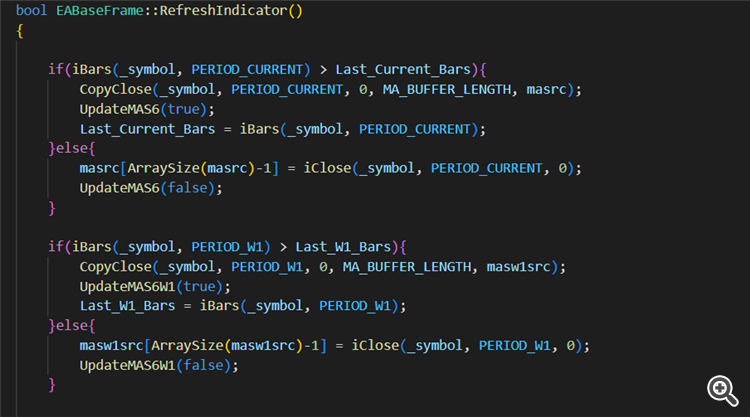 bool EABaseFrame::RefreshIndicator()
{
if(iBars(_symbol, PERIOD_CURRENT) > Last_Current_Bars){
CopyClose(_symbol, PERIOD_CURRENT, 0, MA_BUFFER_LENGTH, masrc);
UpdateMAS6(true);
Last_Current_Bars = iBars(_symbol, PERIOD_CURRENT);
}else{
masrc[ArraySize(masrc)-1] = iClose(_symbol, PERIOD_CURRENT, 0);
UpdateMAS6(false);
}
if(iBars(_symbol, PERIOD_W1) > Last_W1_Bars){
CopyClose(_symbol, PERIOD_W1, 0, MA_BUFFER_LENGTH, masw1src);
UpdateMAS6W1(true);
Last_W1_Bars = iBars(_symbol, PERIOD_W1);
}else{
masw1src[ArraySize(masw1src)-1] = iClose(_symbol, PERIOD_W1, 0);
UpdateMAS6W1(false);
}